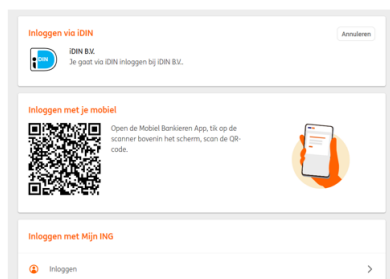 Inloggen via iDIN
Annuleren
iDIN
iDIN B.V.
Je gaat via iDIN inloggen bij iDIN B.V..
Inloggen met je mobiel
Open de Mobiel Bankieren App, tik op de
scanner bovenin het scherm, scan de QR-
code.
Inloggen met Mijn ING
Inloggen